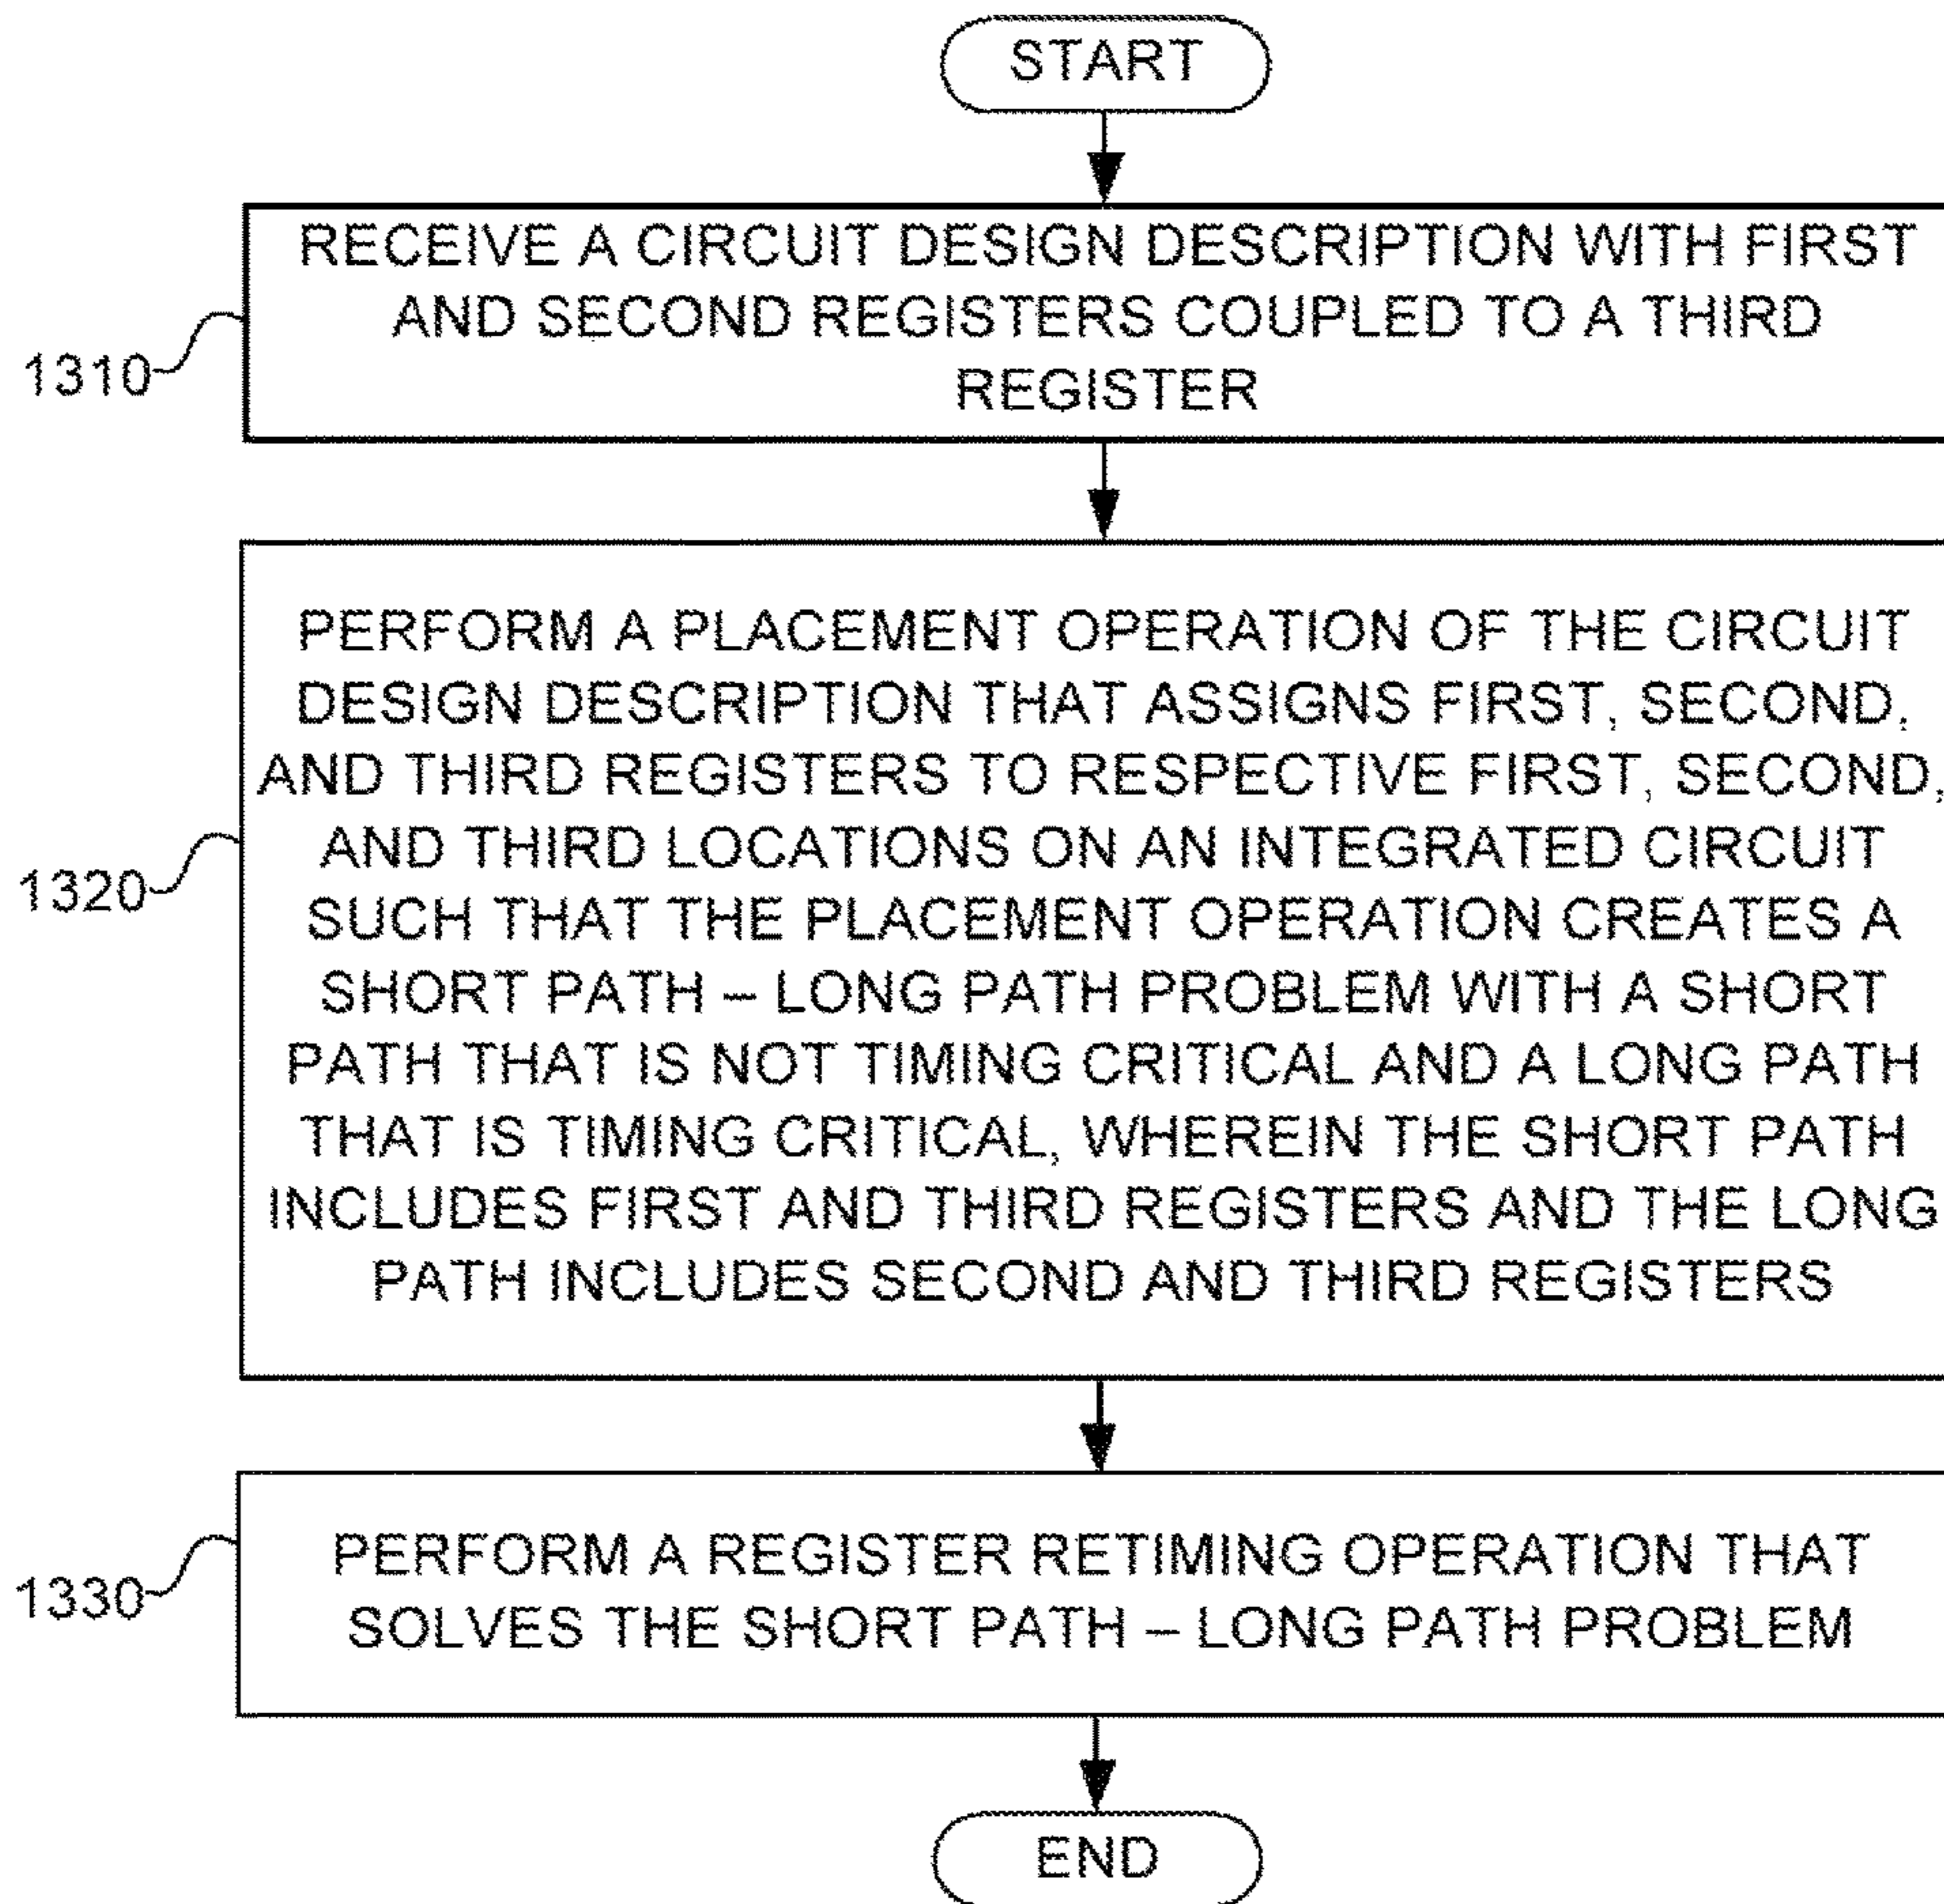 START
RECEIVE A CIRCUIT DESIGN DESCRIPTION WITH FIRST
AND SECOND REGISTERS COUPLED TO A THIRD
REGISTER
1310
PERFORM A PLACEMENT OPERATION OF THE CIRCUIT
DESIGN DESCRIPTION THAT ASSIGNS FIRST, SECOND,
AND THIRD REGISTERS TO RESPECTIVE FIRST, SECOND,
AND THIRD LOCATIONS ON AN INTEGRATED CIRCUIT
SUCH THAT THE PLACEMENT OPERATION CREATES A
SHORT PATH – LONG PATH PROBLEM WITH A SHORT
PATH THAT IS NOT TIMING CRITICAL AND A LONG PATH
THAT IS TIMING CRITICAL, WHEREIN THE SHORT PATH
INCLUDES FIRST AND THIRD REGISTERS AND THE LONG
PATH INCLUDES SECOND AND THIRD REGISTERS
1320
PERFORM A REGISTER RETIMING OPERATION THAT
SOLVES THE SHORT PATH – LONG PATH PROBLEM
1330
END